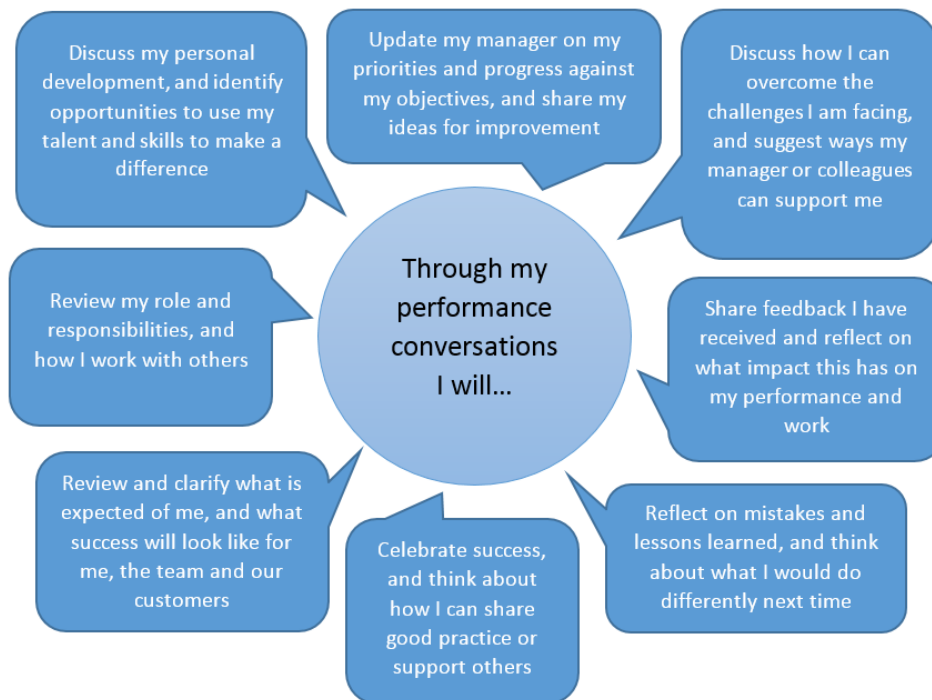 Discuss my personal
development, and identify
opportunities to use my
talent and skills to make a
difference
Update my manager on my
priorities and progress against
my objectives, and share my
ideas for improvement
Discuss how I can
overcome the
challenges I am facing,
and suggest ways my
manager or colleagues
can support me
Through my
performance
conversations
I will...
Review my role and
responsibilities, and
how I work with others
Share feedback I have
received and reflect on
what impact this has on
my performance and
work
Review and clarify what is
expected of me, and what
success will look like for
me, the team and our
customers
Celebrate success,
and think about
how I can share
good practice or
support others
Reflect on mistakes and
lessons learned, and think
about what I would do
differently next time